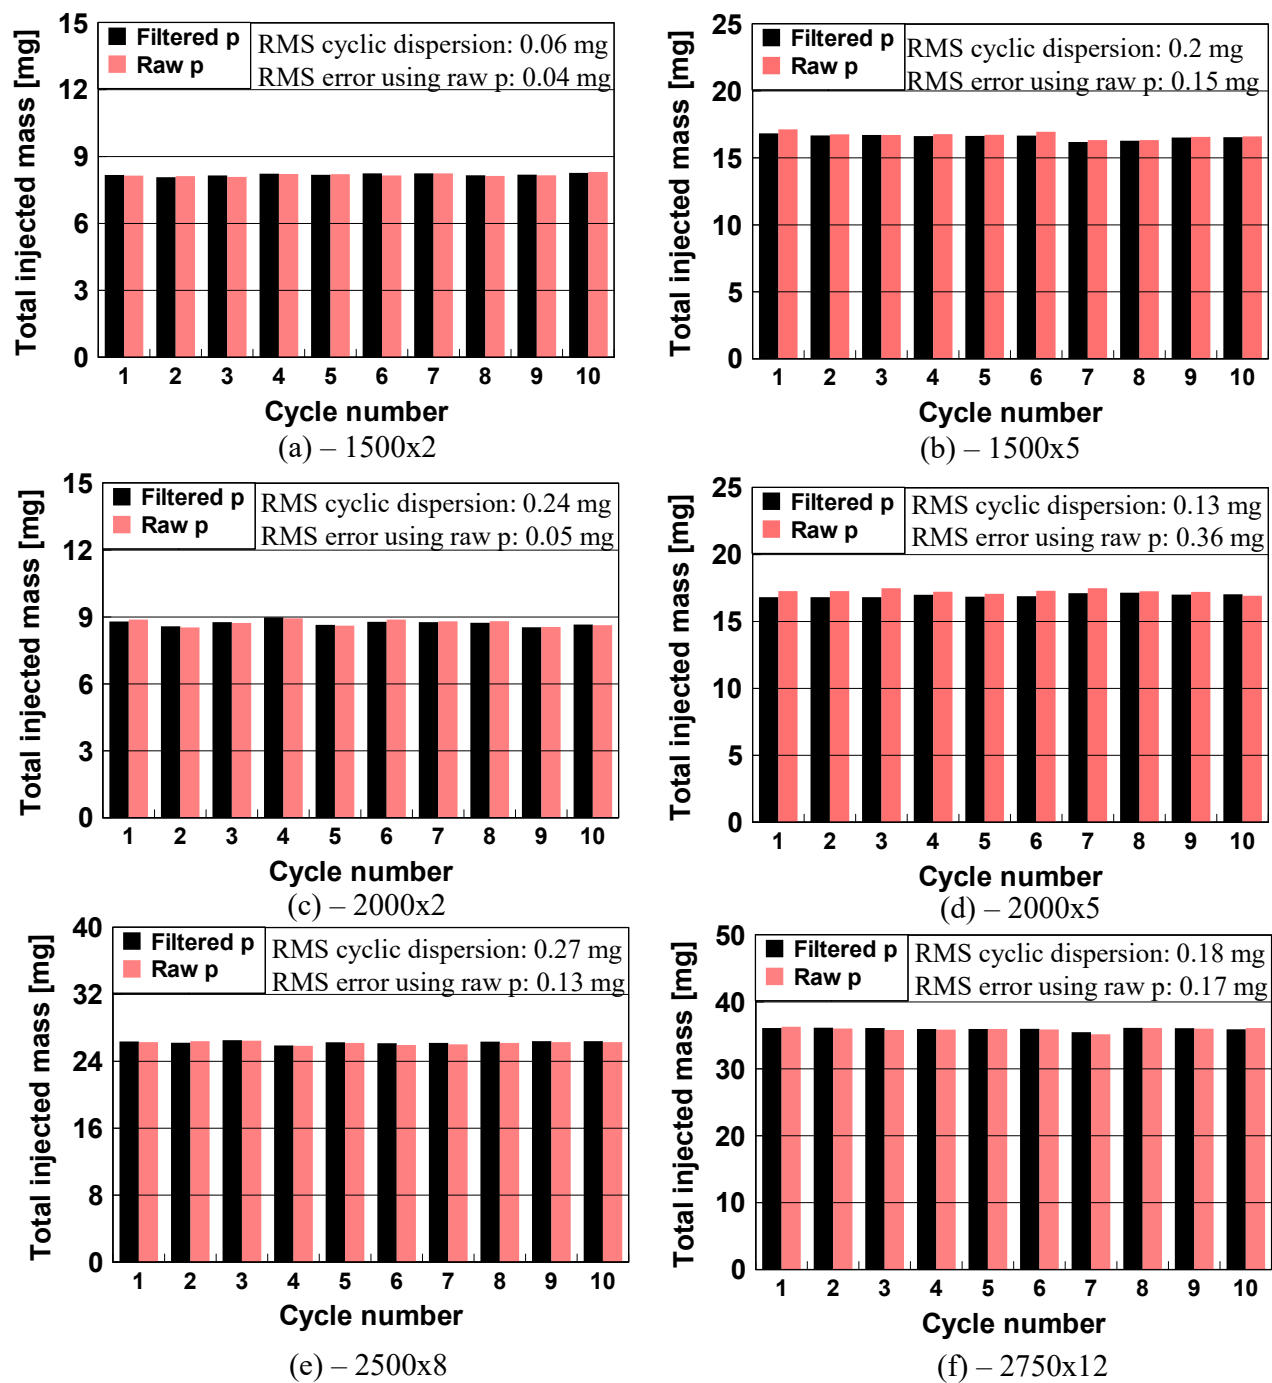 Total injected mass [mg]
15
12
9
6
3
0
Filtered p
Raw p
RMS cyclic dispersion: 0.06 mg
RMS error using raw p: 0.04 mg
1 2 3 4 5 6 7 8 9 10
Cycle number
(a) – 1500x2
Total injected mass [mg]
25
20
15
10
5
0
Filtered p
Raw p
RMS cyclic dispersion: 0.2 mg
RMS error using raw p: 0.15 mg
1 2 3 4 5 6 7 8 9 10
Cycle number
(b) – 1500x5
Total injected mass [mg]
15
12
9
6
3
0
Filtered p
Raw p
RMS cyclic dispersion: 0.24 mg
RMS error using raw p: 0.05 mg
1 2 3 4 5 6 7 8 9 10
Cycle number
(c) – 2000x2
Total injected mass [mg]
25
20
15
10
5
0
Filtered p
Raw p
RMS cyclic dispersion: 0.13 mg
RMS error using raw p: 0.36 mg
1 2 3 4 5 6 7 8 9 10
Cycle number
(d) – 2000x5
Total injected mass [mg]
40
32
24
16
8
0
Filtered p
Raw p
RMS cyclic dispersion: 0.27 mg
RMS error using raw p: 0.13 mg
1 2 3 4 5 6 7 8 9 10
Cycle number
(e) – 2500x8
Total injected mass [mg]
50
40
30
20
10
0
Filtered p
Raw p
RMS cyclic dispersion: 0.18 mg
RMS error using raw p: 0.17 mg
1 2 3 4 5 6 7 8 9 10
Cycle number
(f) – 2750x12